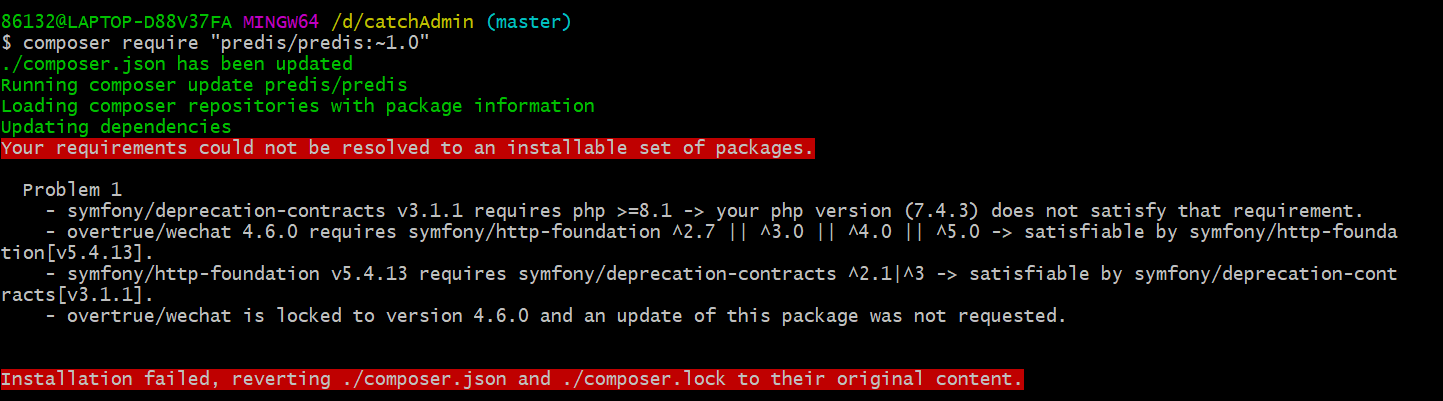 86132@LAPTOP-D88V37FA MINGW64 /d/catchAdmin (master)
$ composer require "predis/predis:~1.0"
./composer.json has been updated
Running composer update predis/predis
Loading composer repositories with package information
Updating dependencies
Your requirements could not be resolved to an installable set of packages.
Problem 1
- symfony/deprecation-contracts v3.1.1 requires php >=8.1 -> your php version (7.4.3) does not satisfy that requirement.
- overtrue/wechat 4.6.0 requires symfony/http-foundation ^2.7 || ^3.0 || ^4.0 || ^5.0 -> satisfiable by symfony/http-founda
tion[v5.4.13].
- symfony/http-foundation v5.4.13 requires symfony/deprecation-contracts ^2.1|^3 -> satisfiable by symfony/deprecation-cont
racts[v3.1.1].
- overtrue/wechat is locked to version 4.6.0 and an update of this package was not requested.
Installation failed, reverting ./composer.json and ./composer.lock to their original content.